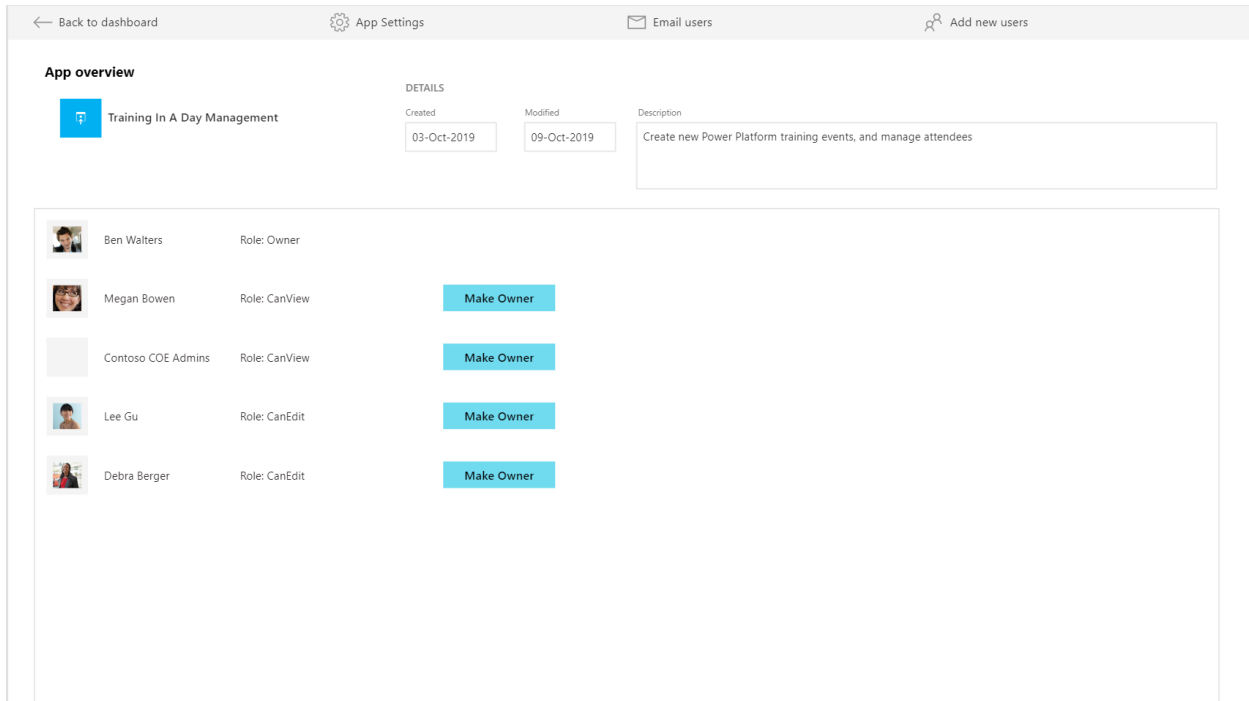 Back to dashboard
App Settings
Email users
Add new users
App overview
Training In A Day Management
DETAILS
Created
Modified
Description
03-Oct-2019
09-Oct-2019
Create new Power Platform training events, and manage attendees
Ben Walters
Role: Owner
Megan Bowen
Role: CanView
Make Owner
Contoso COE Admins
Role: CanView
Make Owner
Lee Gu
Role: CanEdit
Make Owner
Debra Berger
Role: CanEdit
Make Owner